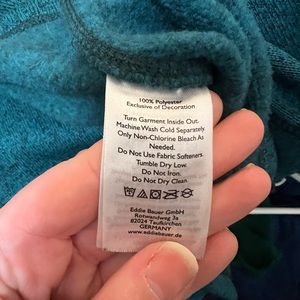 100% Polyester
Exclusive of Decoration
Turn Garment Inside Out.
Machine Wash Cold Separately.
Only Non-Chlorine Bleach As
Needed.
Do Not Use Fabric Softeners.
Tumble Dry Low.
Do Not Iron.
Do Not Dry Clean.
Eddie Bauer GmbH
Rotwandweg 3a
82024 Taufkirchen
GERMANY
www.eddiebauer.de